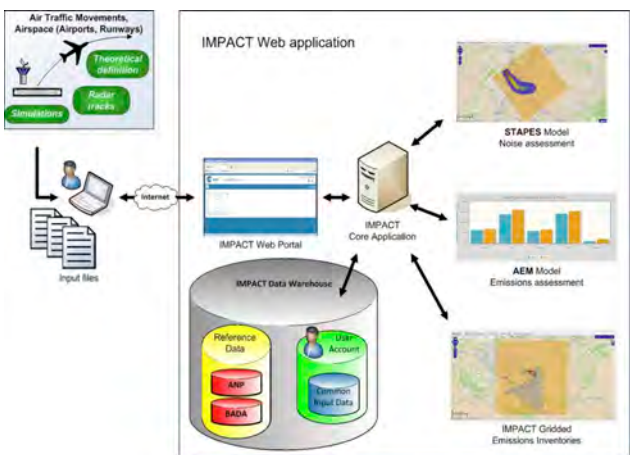 Air Traffic Movements,
Airspace (Airports, Runways)
Theoretical
definition
Radar
tracks
Simulations
Input files
Internet
IMPACT Web application
IMPACT Web Portal
IMPACT
Core Application
STAPES Model
Noise assessment
AEM Model
Emissions assessment
IMPACT Gridded
Emissions Inventories
IMPACT Data Warehouse
Reference
Data
ANP
BADA
User
Account
Common
Input Data